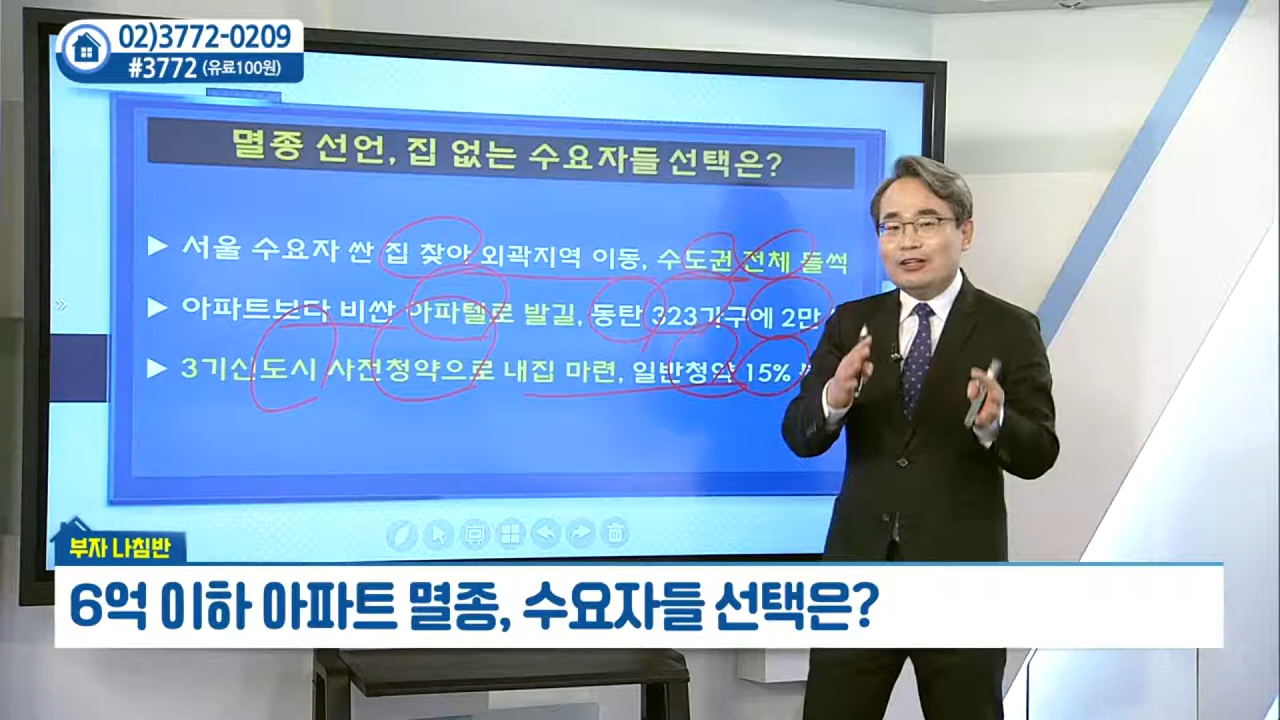 02)3772-0209
#3772 (유료100원)
멸종 선언, 집 없는 수요자들 선택은?
▶ 서울 수요자 싼 집 찾아 외곽지역 이동, 수도권 전체 들썩
▶ 아파트보다 비싼 아파텔로 발길, 동탄 323가구에 2만
▶ 3기신도시 사전청약으로 내집 마련, 일반청약 15%
부자 나침반
6억 이하 아파트 멸종, 수요자들 선택은?